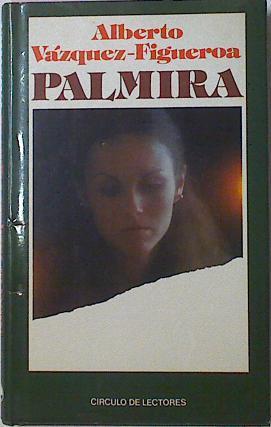 Alberto
Vázquez-Figueroa
PALMIRA
CIRCULO DE LECTORES